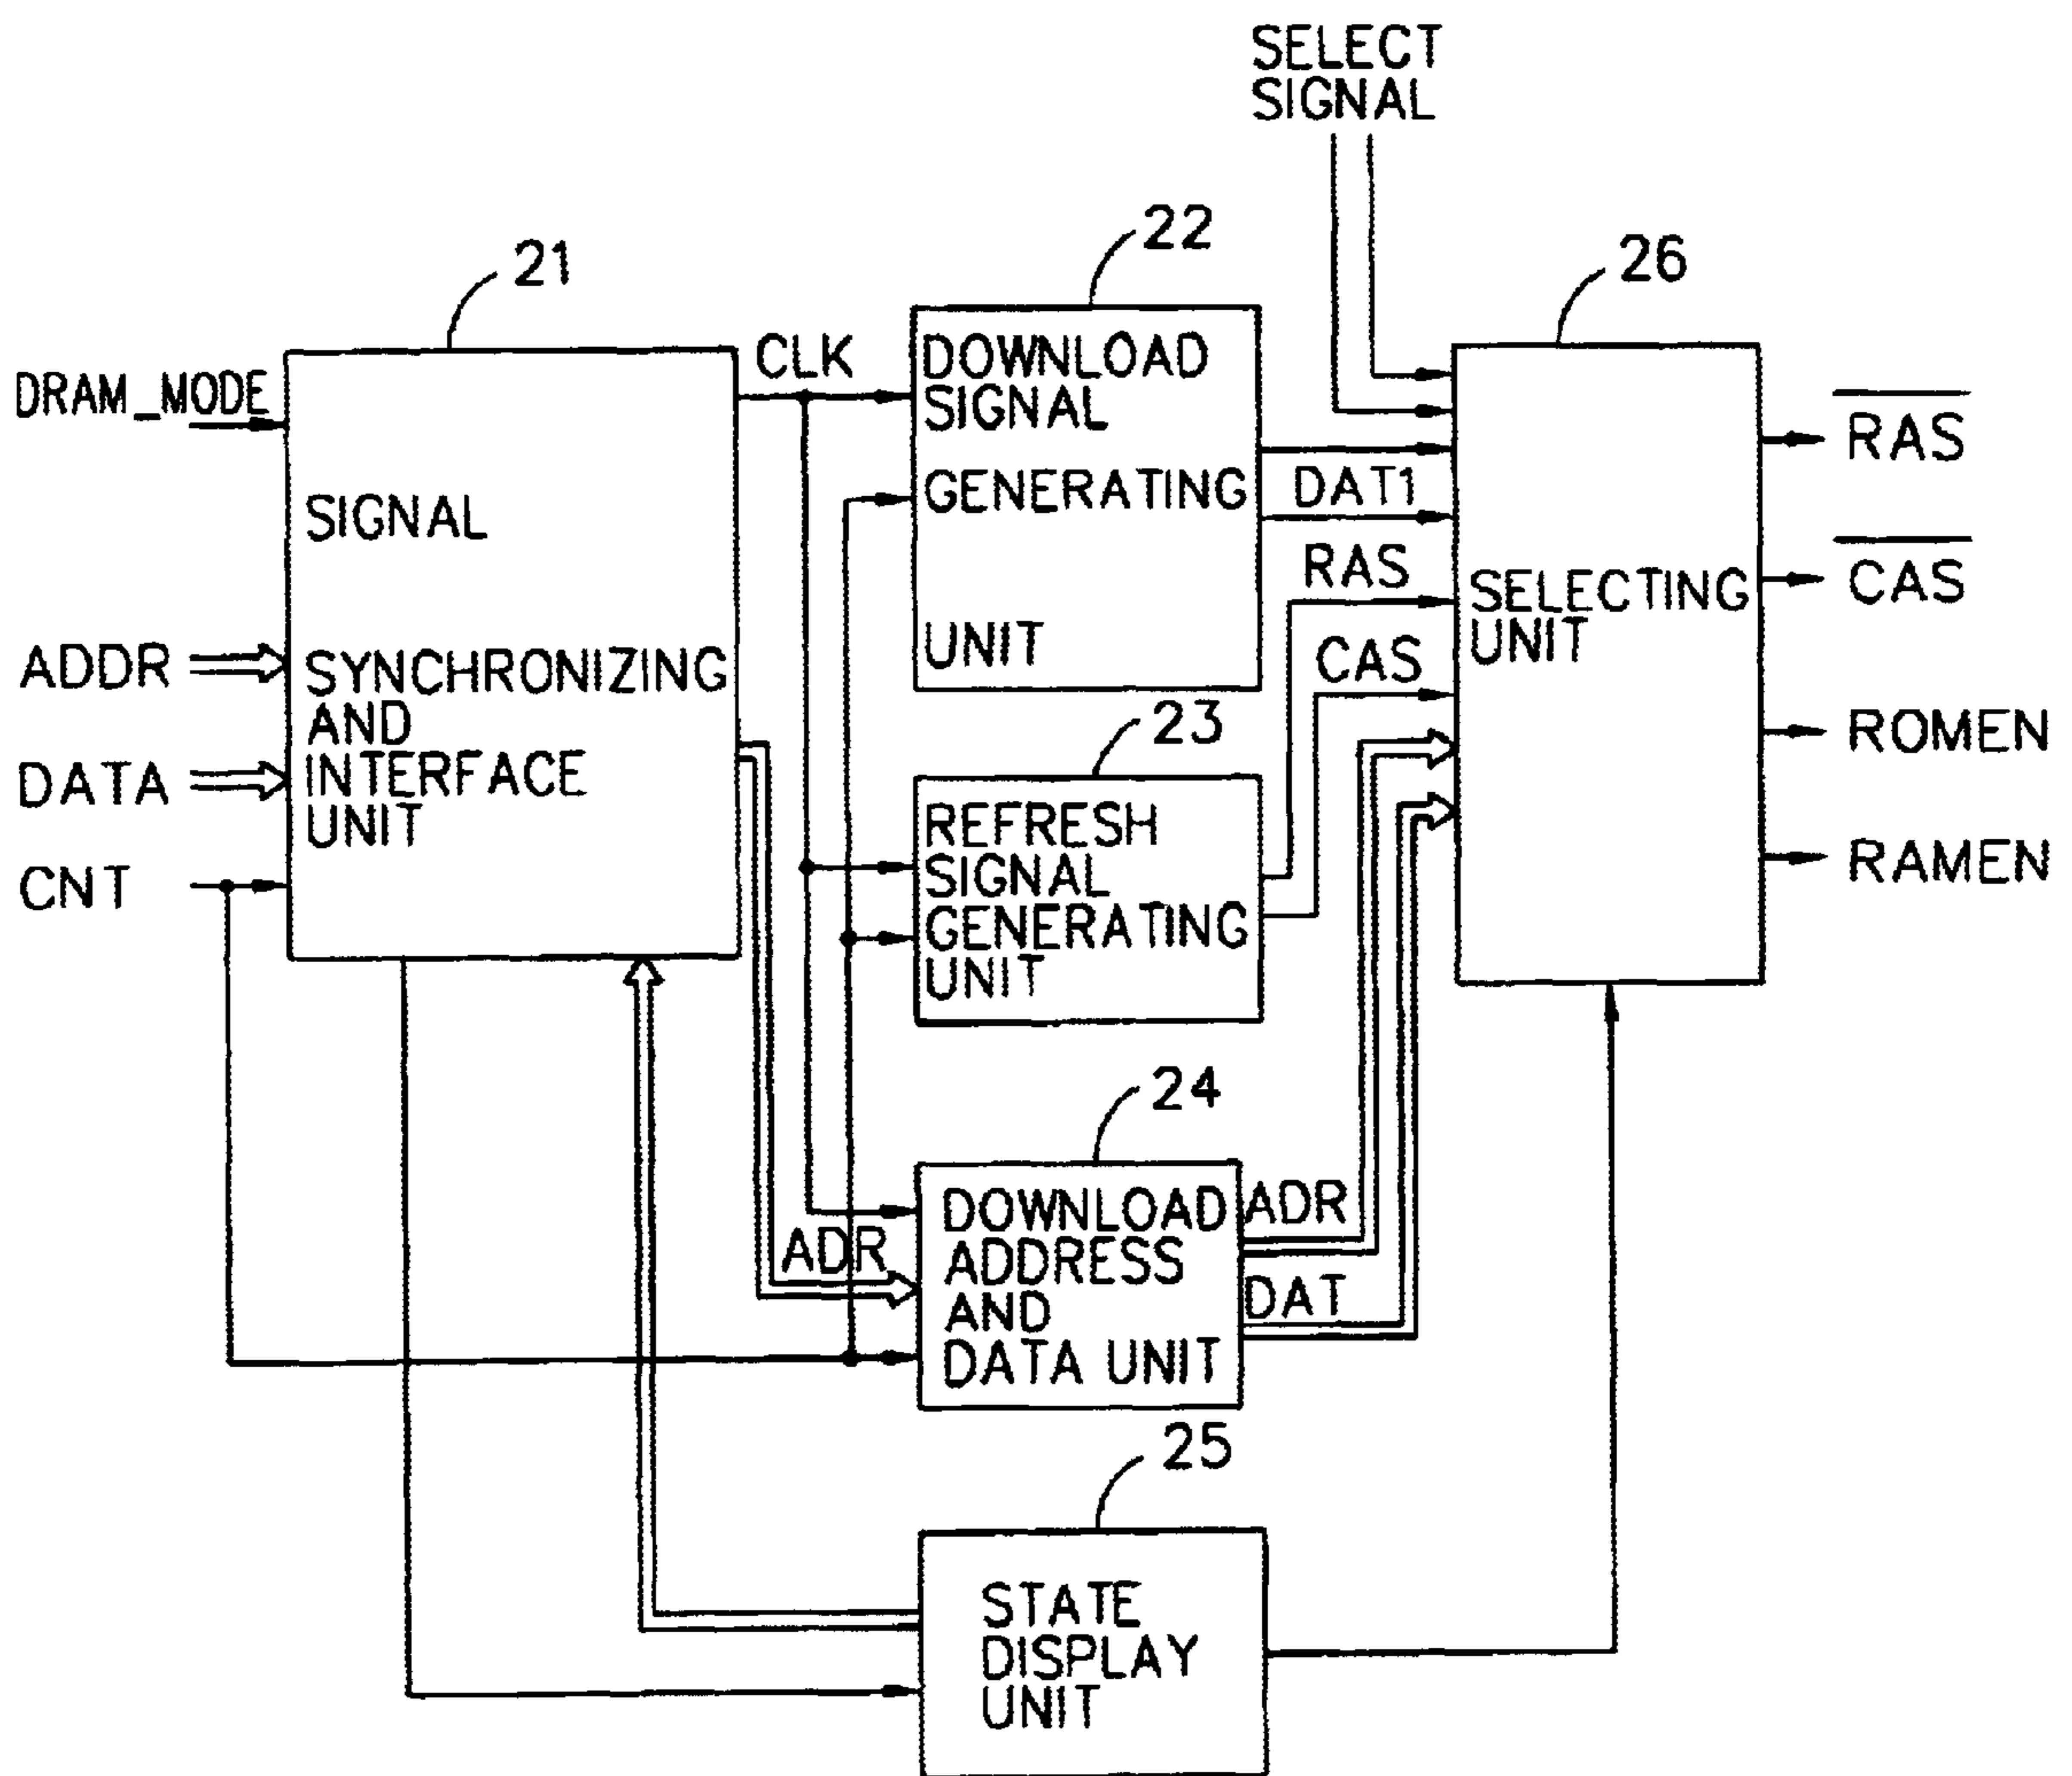 SELECT
SIGNAL
21
22
26
DRAM_MODE
CLK
SIGNAL
SYNCHRONIZING
AND
INTERFACE
UNIT
ADDR
DATA
CNT
DOWNLOAD
SIGNAL
GENERATING
UNIT
DAT1
RAS
CAS
SELECTING
UNIT
RAS
CAS
ROMEN
RAMEN
23
REFRESH
SIGNAL
GENERATING
UNIT
24
ADR
DOWNLOAD
ADDRESS
AND
DATA UNIT
ADR
DAT
25
STATE
DISPLAY
UNIT